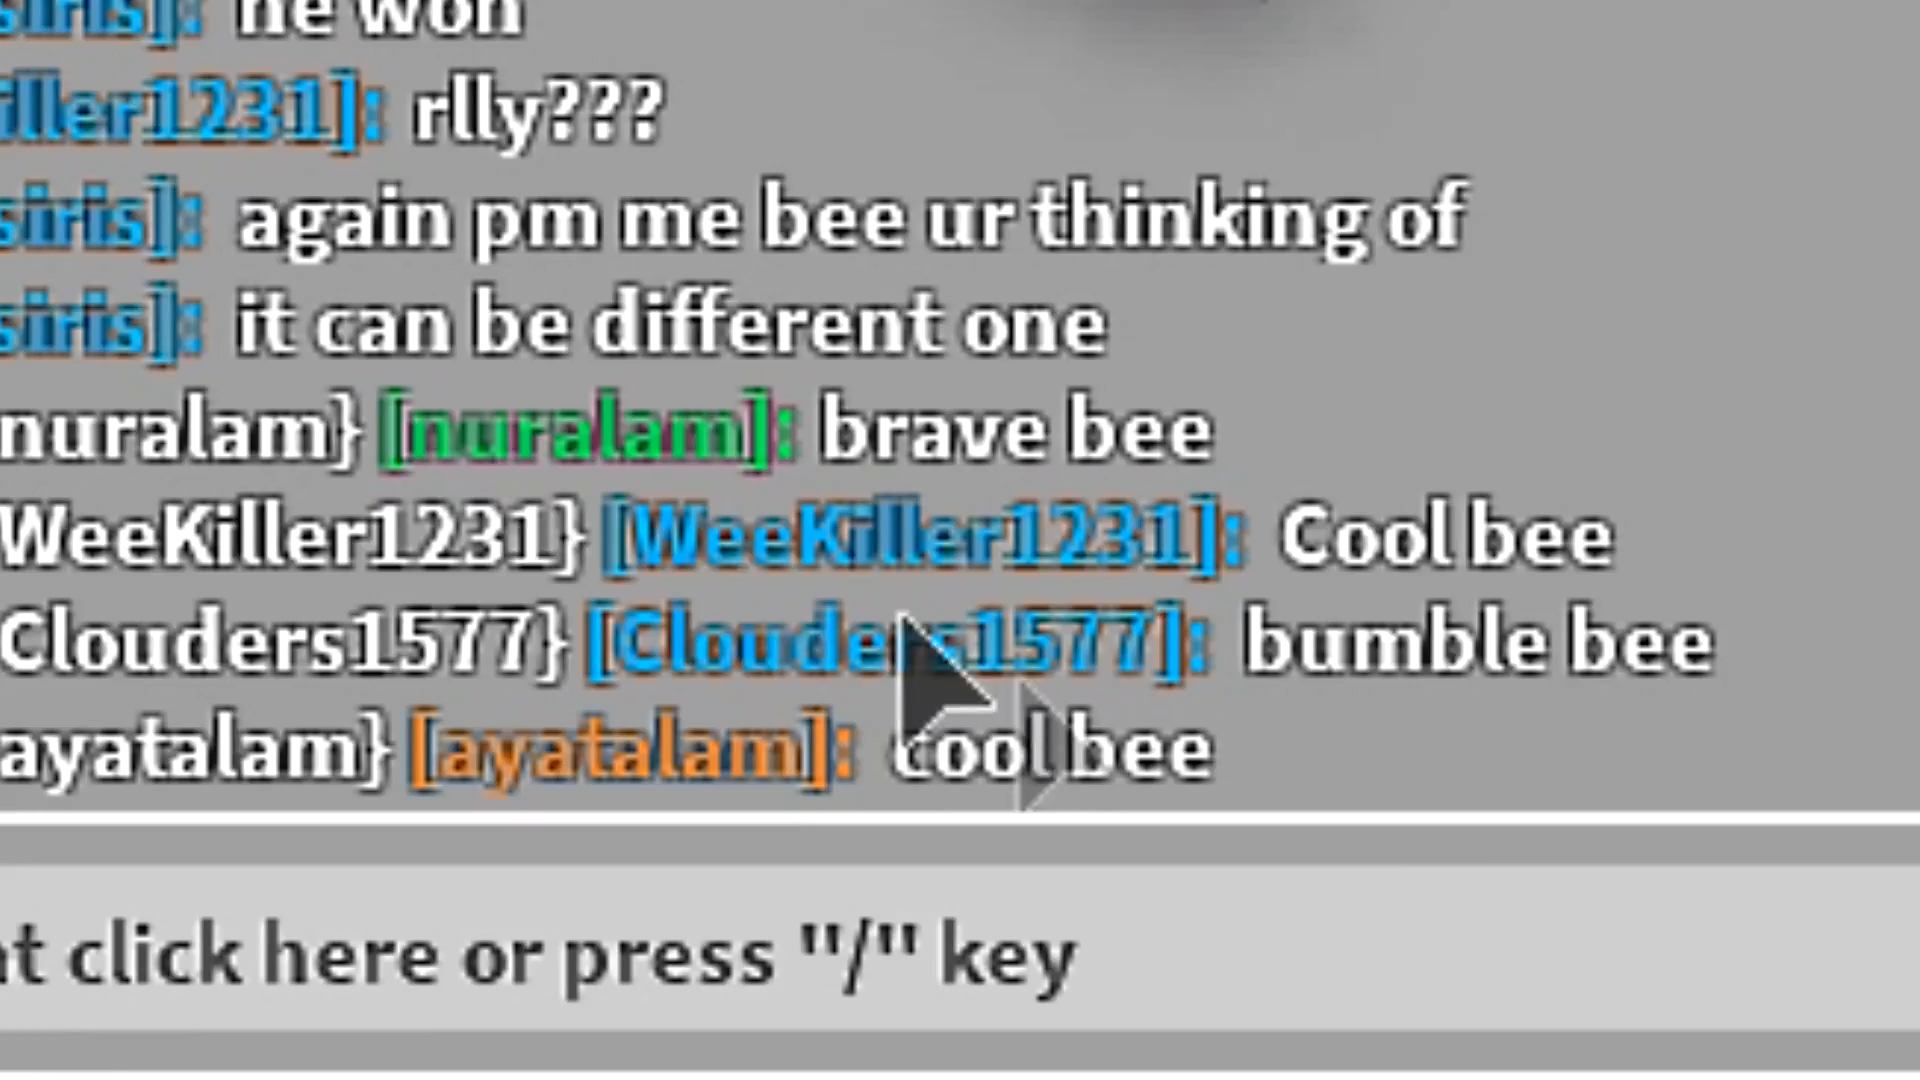 siris]: he won
iller1231]: rlly???
siris]: again pm me bee ur thinking of
siris]: it can be different one
nuralam} [nuralam]: brave bee
WeeKiller1231} [WeeKiller1231]: Cool bee
Clouders1577} [Clouders1577]: bumble bee
ayatalam} [ayatalam]: cool bee
at click here or press "/" key